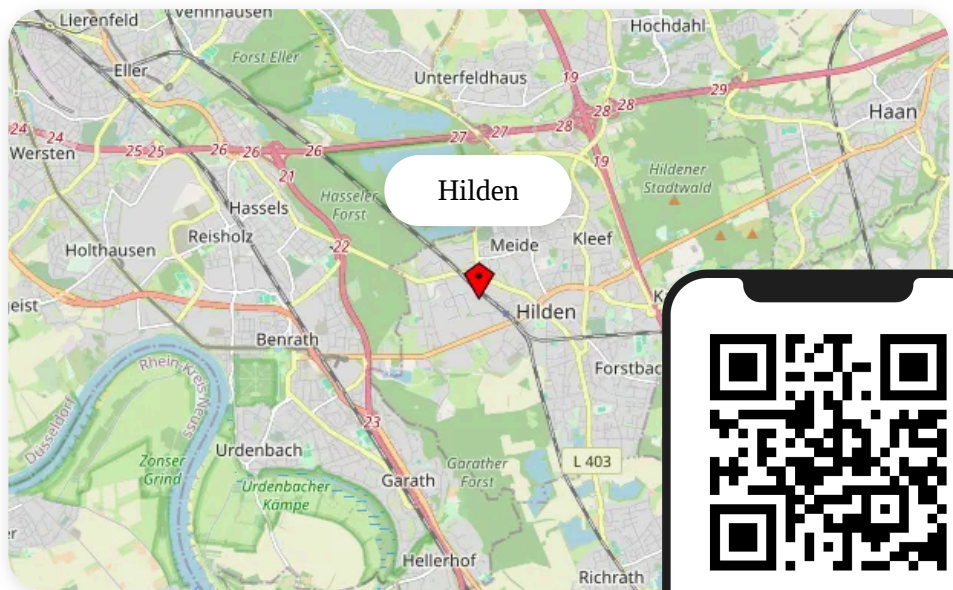 Lierenfeld
Vennhausen
Hochdahl
Forst Eller
Eller
Unterfeldhaus
19
29
28
28
Haan
24
24
27
27
28
Wersten
25
25
26
26
26
19
21
Hildener
Stadtwald
Hasseler
Forst
Hilden
Hassels
Reisholz
22
Meide
Kleef
Holthausen
geist
Hilden
Benrath
Rhein-Kreis Neuss
Düsseldorf
Forstbac
23
Urdenbach
Zonser
Grind
Garather
Forst
L 403
Garath
Urdenbacher
Kämpe
Hellerhof
Richrath